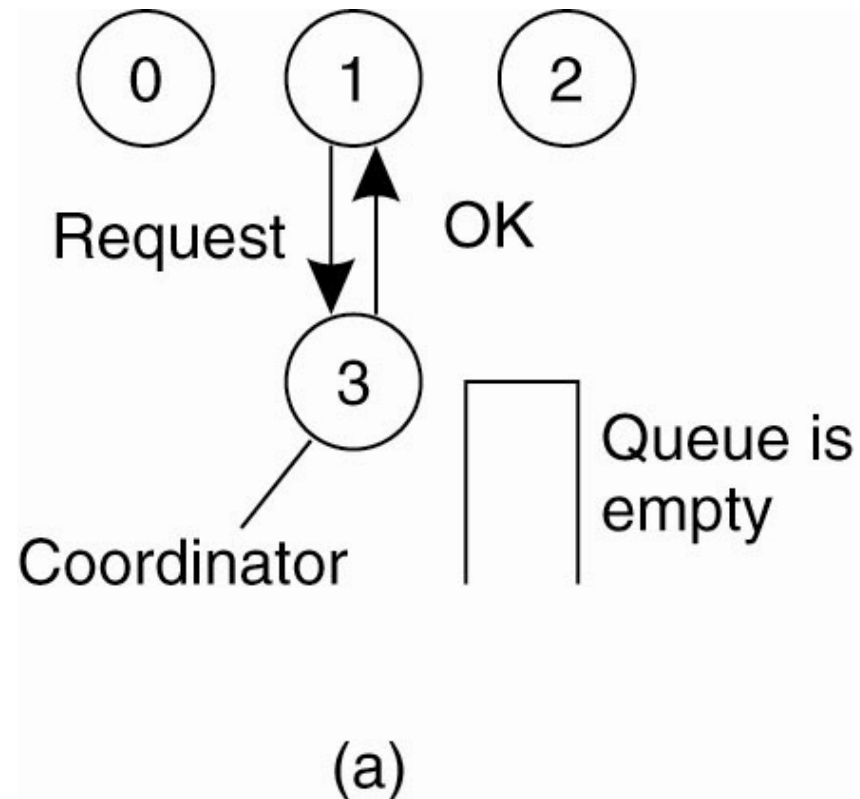 0 1 2
Request
OK
3
Queue is
empty
Coordinator
(a)